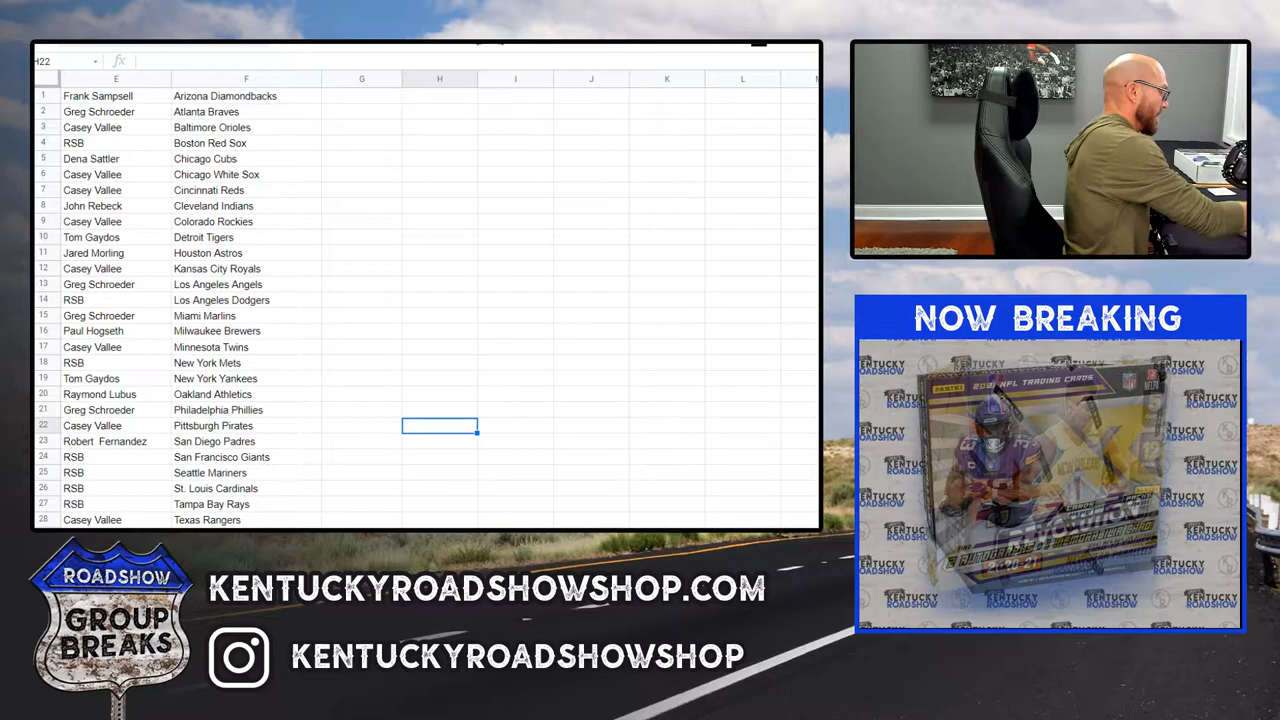 H22
fx
E F G H I J K L
1 Frank Sampsell Arizona Diamondbacks
2 Greg Schroeder Atlanta Braves
3 Casey Vallee Baltimore Orioles
4 RSB Boston Red Sox
5 Dena Sattler Chicago Cubs
6 Casey Vallee Chicago White Sox
7 Casey Vallee Cincinnati Reds
8 John Rebeck Cleveland Indians
9 Casey Vallee Colorado Rockies
10 Tom Gaydos Detroit Tigers
11 Jared Morling Houston Astros
12 Casey Vallee Kansas City Royals
13 Greg Schroeder Los Angeles Angels
14 RSB Los Angeles Dodgers
15 Greg Schroeder Miami Marlins
16 Paul Hogseth Milwaukee Brewers
17 Casey Vallee Minnesota Twins
18 RSB New York Mets
19 Tom Gaydos New York Yankees
20 Raymond Lubus Oakland Athletics
21 Greg Schroeder Philadelphia Phillies
22 Casey Vallee Pittsburgh Pirates
23 Robert Fernandez San Diego Padres
24 RSB San Francisco Giants
25 RSB Seattle Mariners
26 RSB St. Louis Cardinals
27 RSB Tampa Bay Rays
28 Casey Vallee Texas Rangers
NOW BREAKING
KENTUCKY ROADSHOW
PANINI
2021 NFL TRADING CARDS
ROADSHOW
GROUP
BREAKS
KENTUCKYROADSHOWSHOP.COM
KENTUCKYROADSHOWSHOP